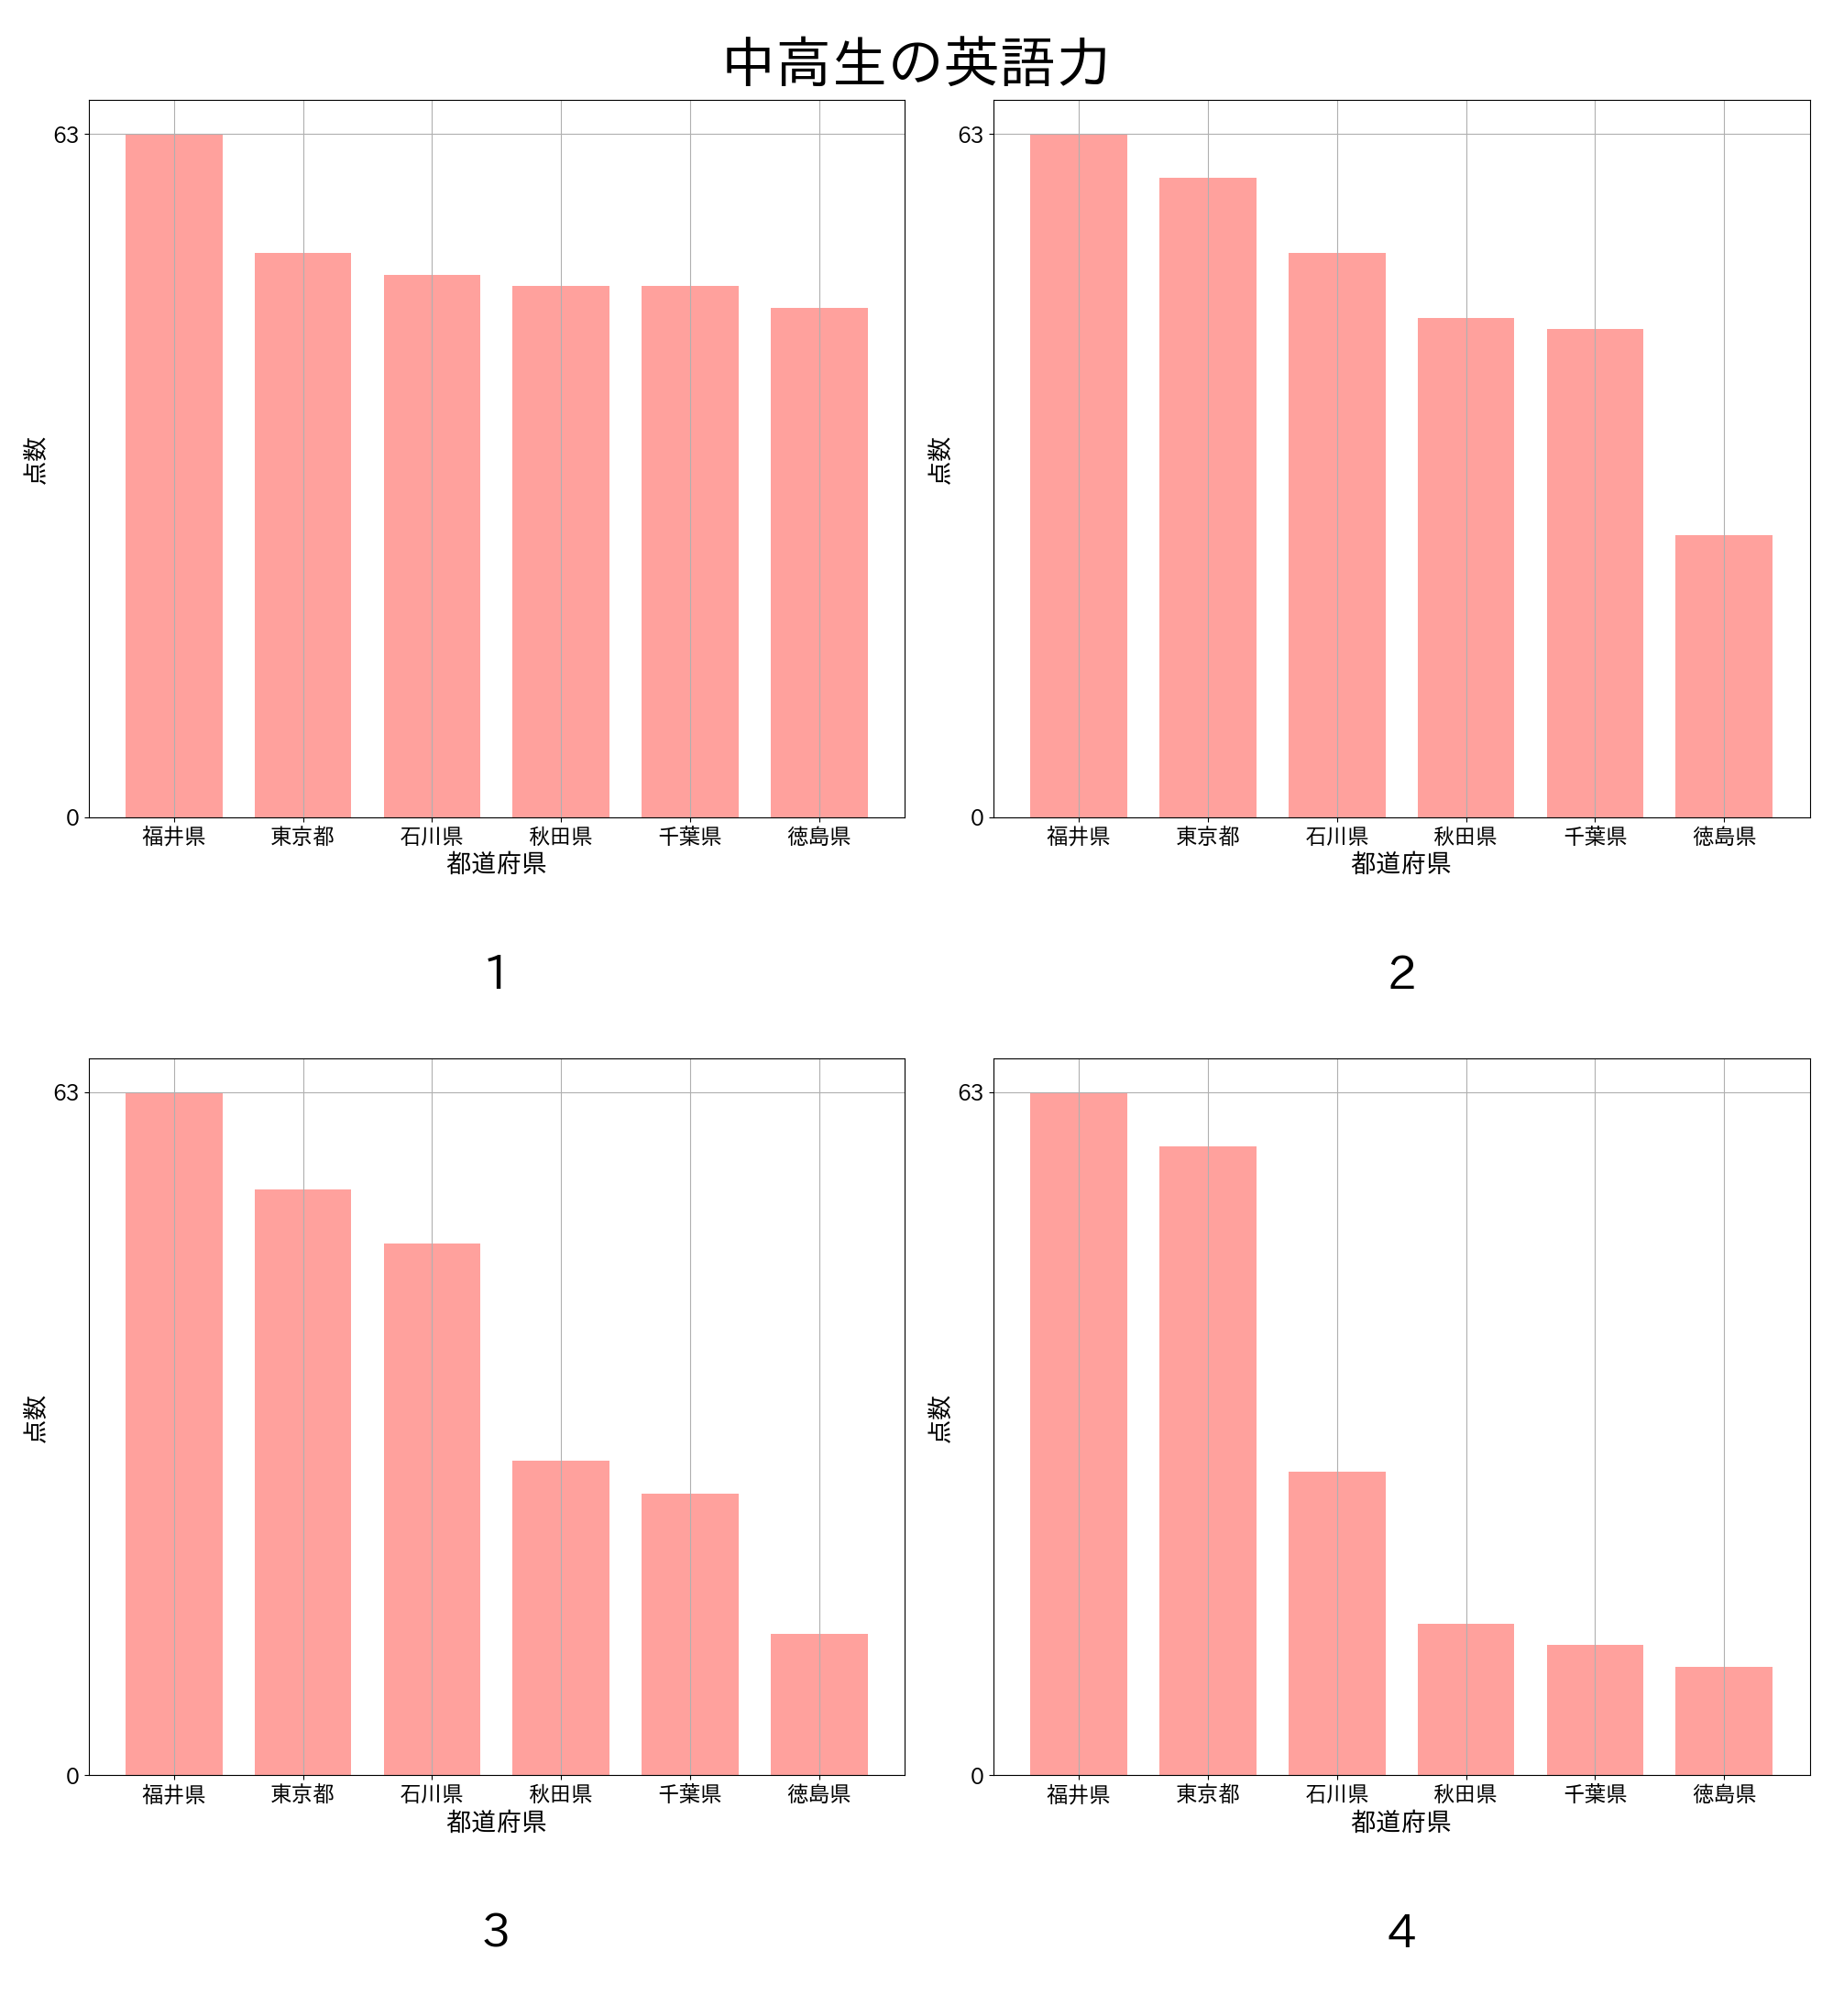 中高生の英語力
63
0
点数
福井県 東京都 石川県 秋田県 千葉県 徳島県
都道府県
1
63
0
点数
福井県 東京都 石川県 秋田県 千葉県 徳島県
都道府県
2
63
0
点数
福井県 東京都 石川県 秋田県 千葉県 徳島県
都道府県
3
63
0
点数
福井県 東京都 石川県 秋田県 千葉県 徳島県
都道府県
4